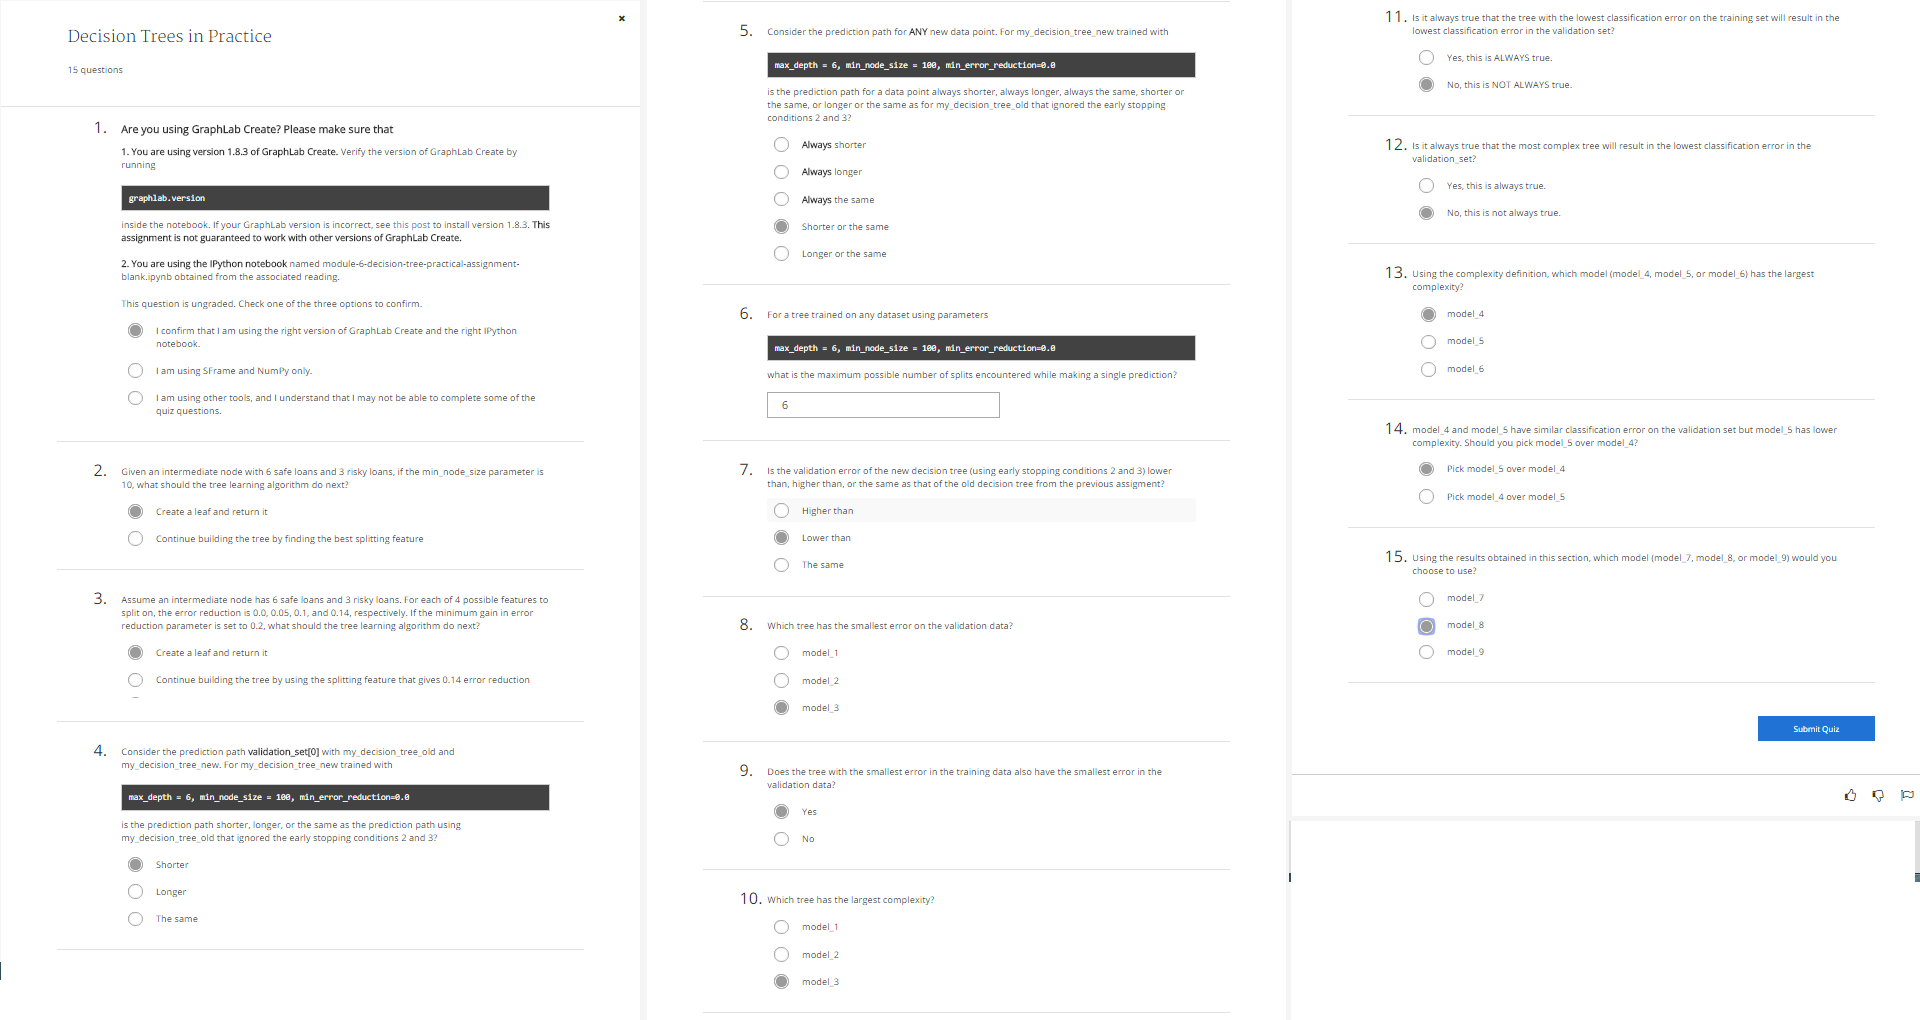 ×
Decision Trees in Practice
15 questions
1. Are you using GraphLab Create? Please make sure that
1. You are using version 1.8.3 of GraphLab Create. Verify the version of GraphLab Create by
running
graphlab.version
inside the notebook. If your GraphLab version is incorrect, see this post to install version 1.8.3. This
assignment is not guaranteed to work with other versions of GraphLab Create.
2. You are using the IPython notebook named module-6-decision-tree-practical-assignment-
blank.ipynb obtained from the associated reading.
This question is ungraded. Check one of the three options to confirm.
I confirm that I am using the right version of GraphLab Create and the right IPython
notebook.
I am using SFrame and NumPy only.
I am using other tools, and I understand that I may not be able to complete some of the
quiz questions.
2. Given an intermediate node with 6 safe loans and 3 risky loans, if the min_node_size parameter is
10, what should the tree learning algorithm do next?
Create a leaf and return it
Continue building the tree by finding the best splitting feature
3. Assume an intermediate node has 6 safe loans and 3 risky loans. For each of 4 possible features to
split on, the error reduction is 0.0, 0.05, 0.1, and 0.14, respectively. If the minimum gain in error
reduction parameter is set to 0.2, what should the tree learning algorithm do next?
Create a leaf and return it
Continue building the tree by using the splitting feature that gives 0.14 error reduction
4. Consider the prediction path validation_set[0] with my_decision_tree_old and
my_decision_tree_new. For my_decision_tree_new trained with
max_depth = 6, min_node_size = 100, min_error_reduction=0.0
is the prediction path shorter, longer, or the same as the prediction path using
my_decision_tree_old that ignored the early stopping conditions 2 and 3?
Shorter
Longer
The same
5. Consider the prediction path for ANY new data point. For my_decision_tree_new trained with
max_depth = 6, min_node_size = 100, min_error_reduction=0.0
is the prediction path for a data point always shorter, always longer, always the same, shorter or
the same, or longer or the same as for my_decision_tree_old that ignored the early stopping
conditions 2 and 3?
Always shorter
Always longer
Always the same
Shorter or the same
Longer or the same
6. For a tree trained on any dataset using parameters
max_depth = 6, min_node_size = 100, min_error_reduction=0.0
what is the maximum possible number of splits encountered while making a single prediction?
6
7. Is the validation error of the new decision tree (using early stopping conditions 2 and 3) lower
than, higher than, or the same as that of the old decision tree from the previous assigment?
Higher than
Lower than
The same
8. Which tree has the smallest error on the validation data?
model_1
model_2
model_3
9. Does the tree with the smallest error in the training data also have the smallest error in the
validation data?
Yes
No
10. Which tree has the largest complexity?
model_1
model_2
model_3
11. Is it always true that the tree with the lowest classification error on the training set will result in the
lowest classification error in the validation set?
Yes, this is ALWAYS true.
No, this is NOT ALWAYS true.
12. Is it always true that the most complex tree will result in the lowest classification error in the
validation_set?
Yes, this is always true.
No, this is not always true.
13. Using the complexity definition, which model (model_4, model_5, or model_6) has the largest
complexity?
model_4
model_5
model_6
14. model_4 and model_5 have similar classification error on the validation set but model_5 has lower
complexity. Should you pick model_5 over model_4?
Pick model_5 over model_4
Pick model_4 over model_5
15. Using the results obtained in this section, which model (model_7, model_8, or model_9) would you
choose to use?
model_7
model_8
model_9
Submit Quiz